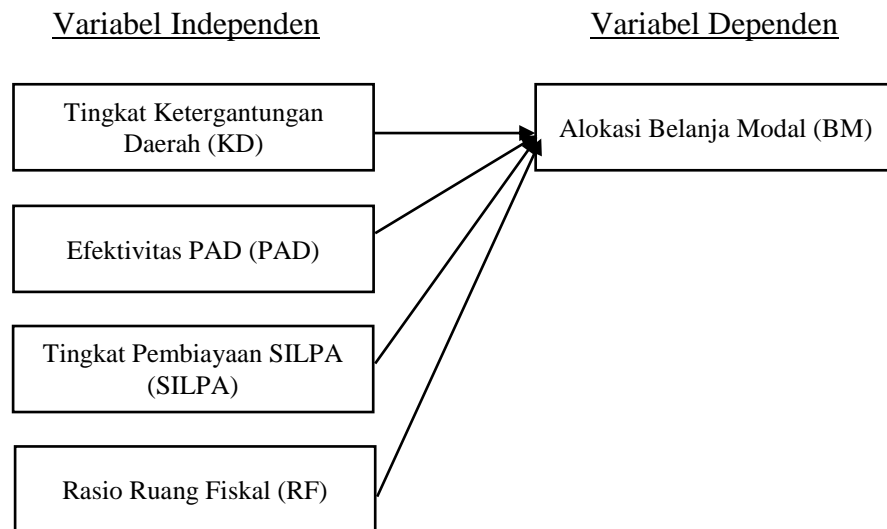 Variabel Independen
Variabel Dependen
Tingkat Ketergantungan
Daerah (KD)
Alokasi Belanja Modal (BM)
Efektivitas PAD (PAD)
Tingkat Pembiayaan SILPA
(SILPA)
Rasio Ruang Fiskal (RF)